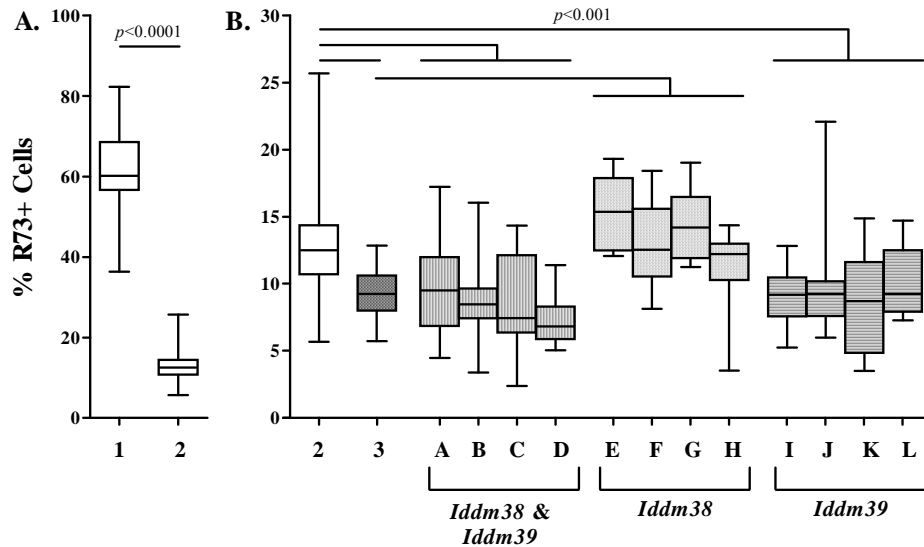 A.
p<0.0001
% R73+ Cells
100
80
60
40
20
0
1 2
B.
p<0.001
30
25
20
15
10
5
0
2 3 A B C D E F G H I J K L
Iddm38 & Iddm38 Iddm39
Iddm39